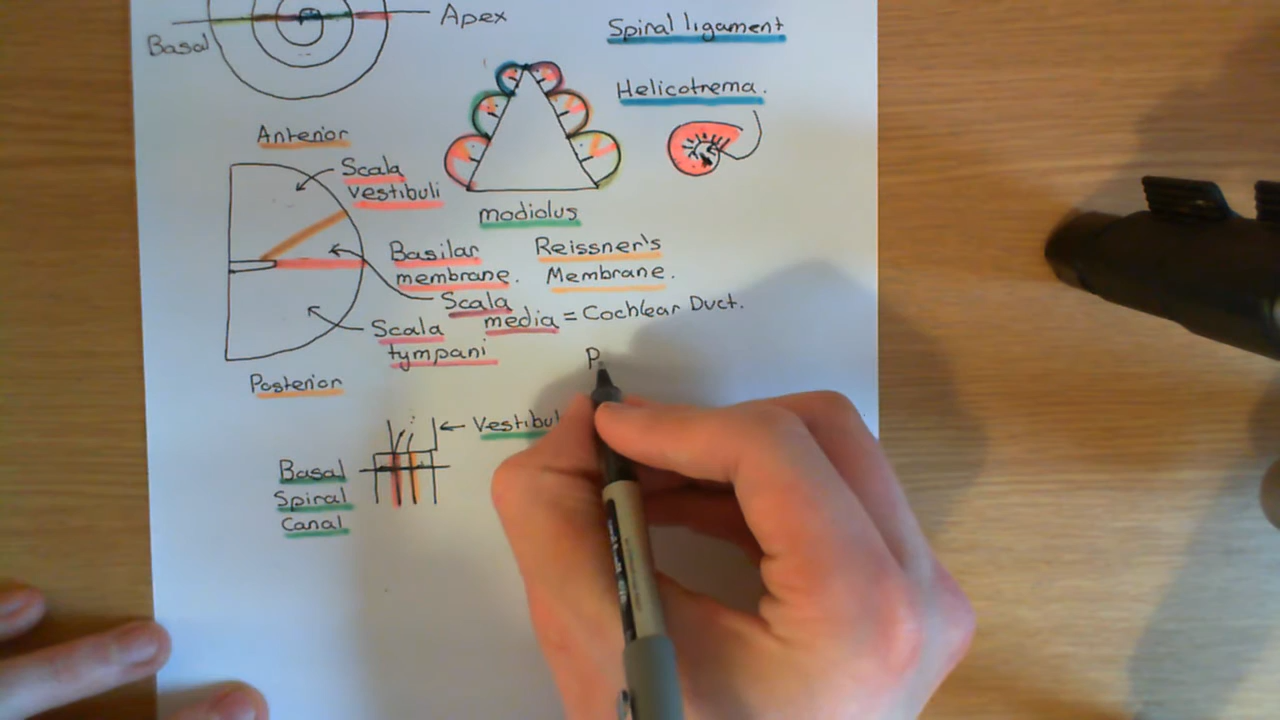 Apex
Basal
Spiral ligament
Helicotrema.
Anterior
Scala
vestibuli
modiolus
Basilar
membrane.
Reissner's
Membrane.
Scala
media = Cochlear Duct.
Scala
tympani
Posterior
P
Vestibul
Basal
Spiral
Canal